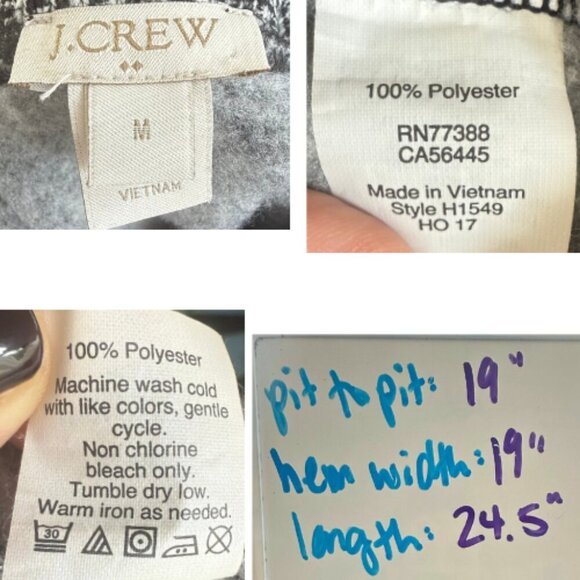 J.CREW
M
VIETNAM
100% Polyester
RN77388
CA56445
Made in Vietnam
Style H1549
HO 17
100% Polyester
Machine wash cold
with like colors, gentle
cycle.
Non chlorine
bleach only.
Tumble dry low.
Warm iron as needed.
30
pit to pit: 19"
hem width: 19"
length: 24.5"